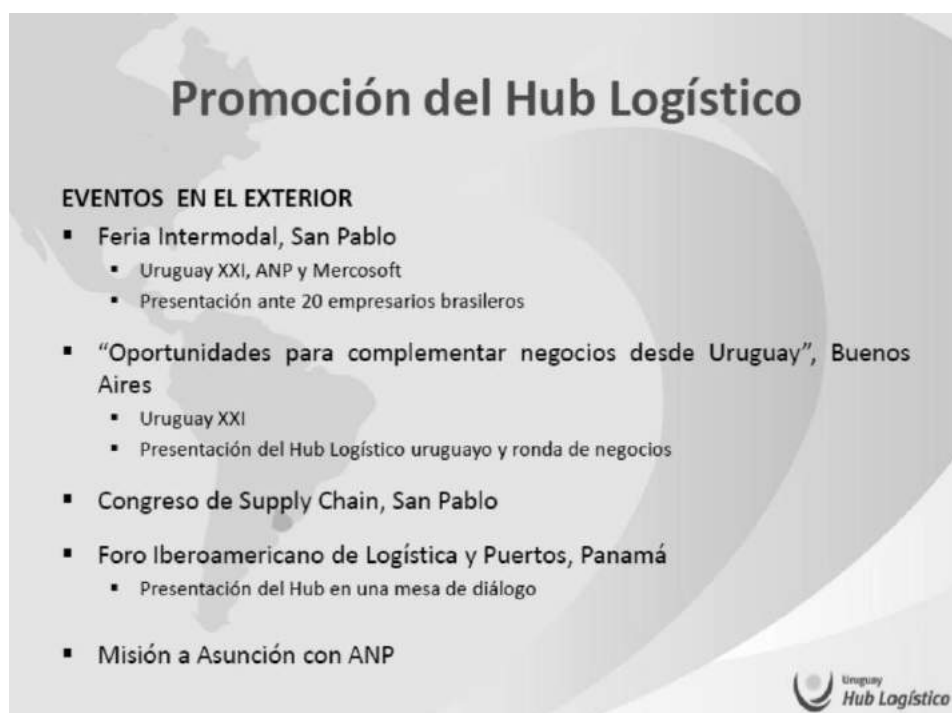 Promoción del Hub Logístico
EVENTOS EN EL EXTERIOR
▪ Feria Intermodal, San Pablo
▪ Uruguay XXI, ANP y Mercosoft
▪ Presentación ante 20 empresarios brasileros
▪ “Oportunidades para complementar negocios desde Uruguay”, Buenos
Aires
▪ Uruguay XXI
▪ Presentación del Hub Logístico uruguayo y ronda de negocios
▪ Congreso de Supply Chain, San Pablo
▪ Foro Iberoamericano de Logística y Puertos, Panamá
▪ Presentación del Hub en una mesa de diálogo
▪ Misión a Asunción con ANP
Uruguay
Hub Logístico